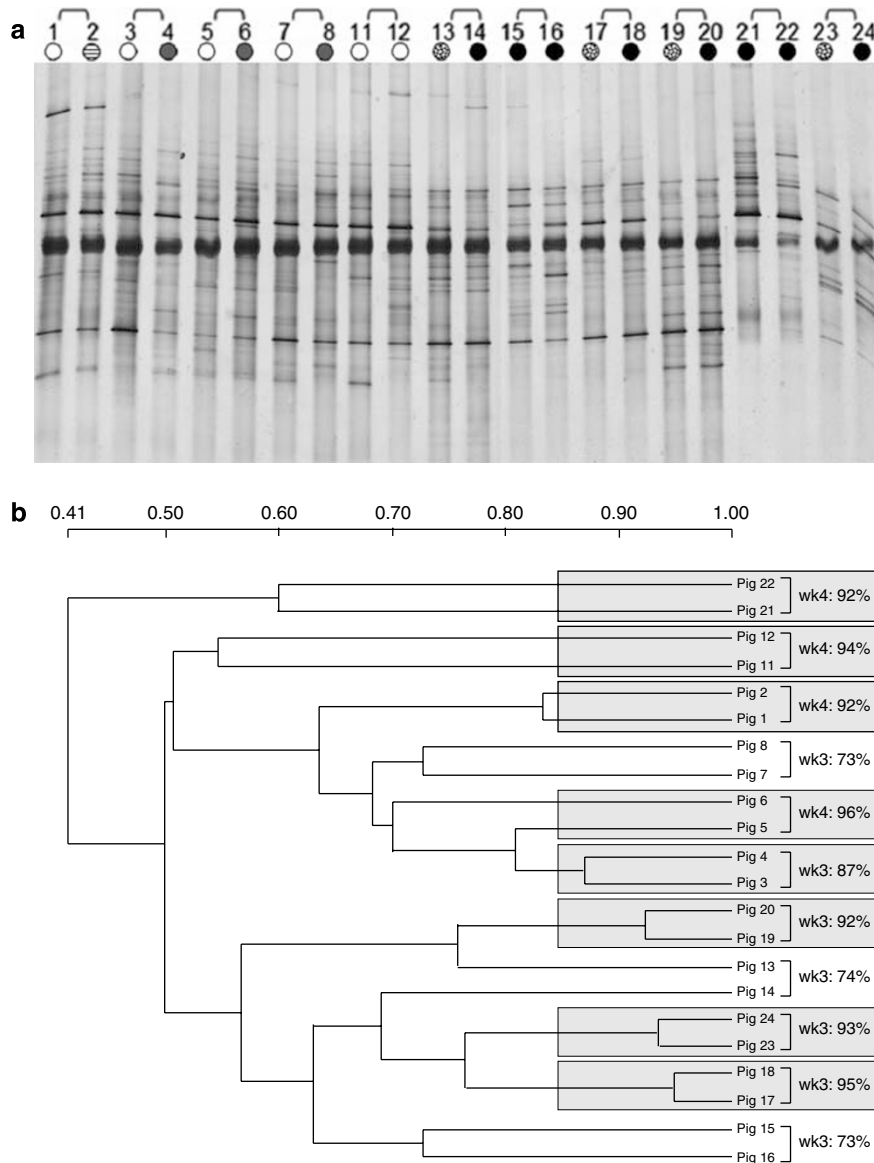 1 2 3 4 5 6 7 8 11 12 13 14 15 16 17 18 19 20 21 22 23 24
a
b 0.41 0.50 0.60 0.70 0.80 0.90 1.00
Pig 22
wk4: 92%
Pig 21
Pig 12
wk4: 94%
Pig 11
Pig 2
wk4: 92%
Pig 1
Pig 8
wk3: 73%
Pig 7
Pig 6
wk4: 96%
Pig 5
Pig 4
wk3: 87%
Pig 3
Pig 20
wk3: 92%
Pig 19
Pig 13
wk3: 74%
Pig 14
Pig 24
wk3: 93%
Pig 23
Pig 18
wk3: 95%
Pig 17
Pig 15
wk3: 73%
Pig 16